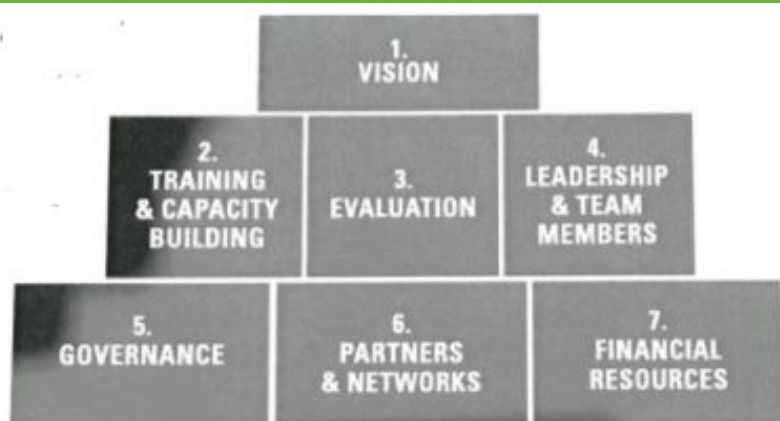 1.
VISION
2.
TRAINING
& CAPACITY
BUILDING
3.
EVALUATION
4.
LEADERSHIP
& TEAM
MEMBERS
5.
GOVERNANCE
6.
PARTNERS
& NETWORKS
7.
FINANCIAL
RESOURCES